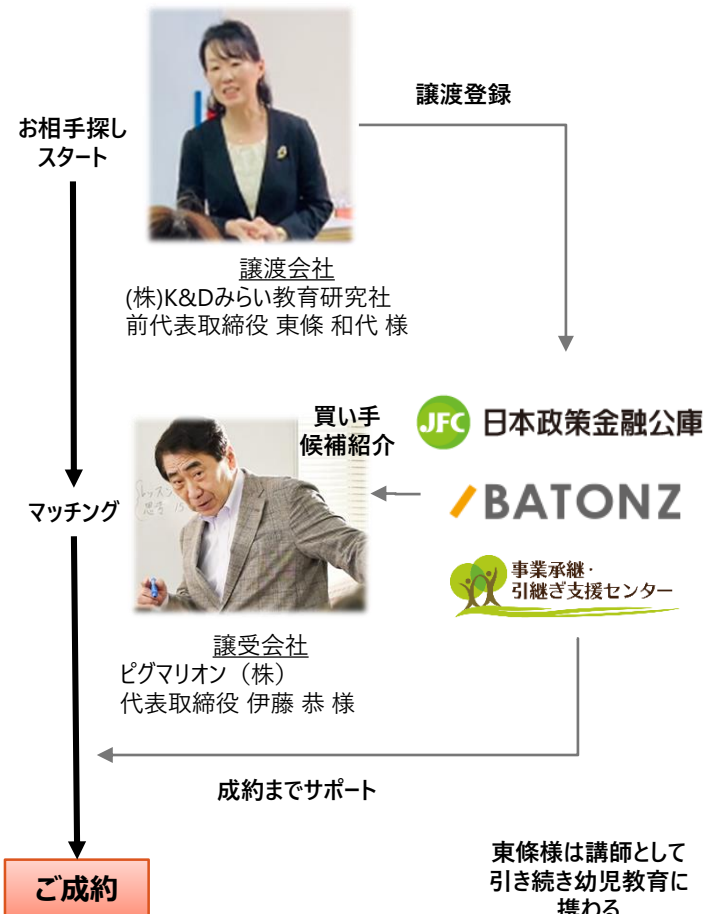 お相手探し
スタート
譲渡登録
譲渡会社
(株)K&Dみらい教育研究社
前代表取締役 東條 和代 様
買い手
候補紹介
JFC 日本政策金融公庫
BATONZ
マッチング
事業承継・
引継ぎ支援センター
譲受会社
ピグマリオン（株）
代表取締役 伊藤 恭 様
成約までサポート
ご成約
東條様は講師として
引き続き幼児教育に
携わる